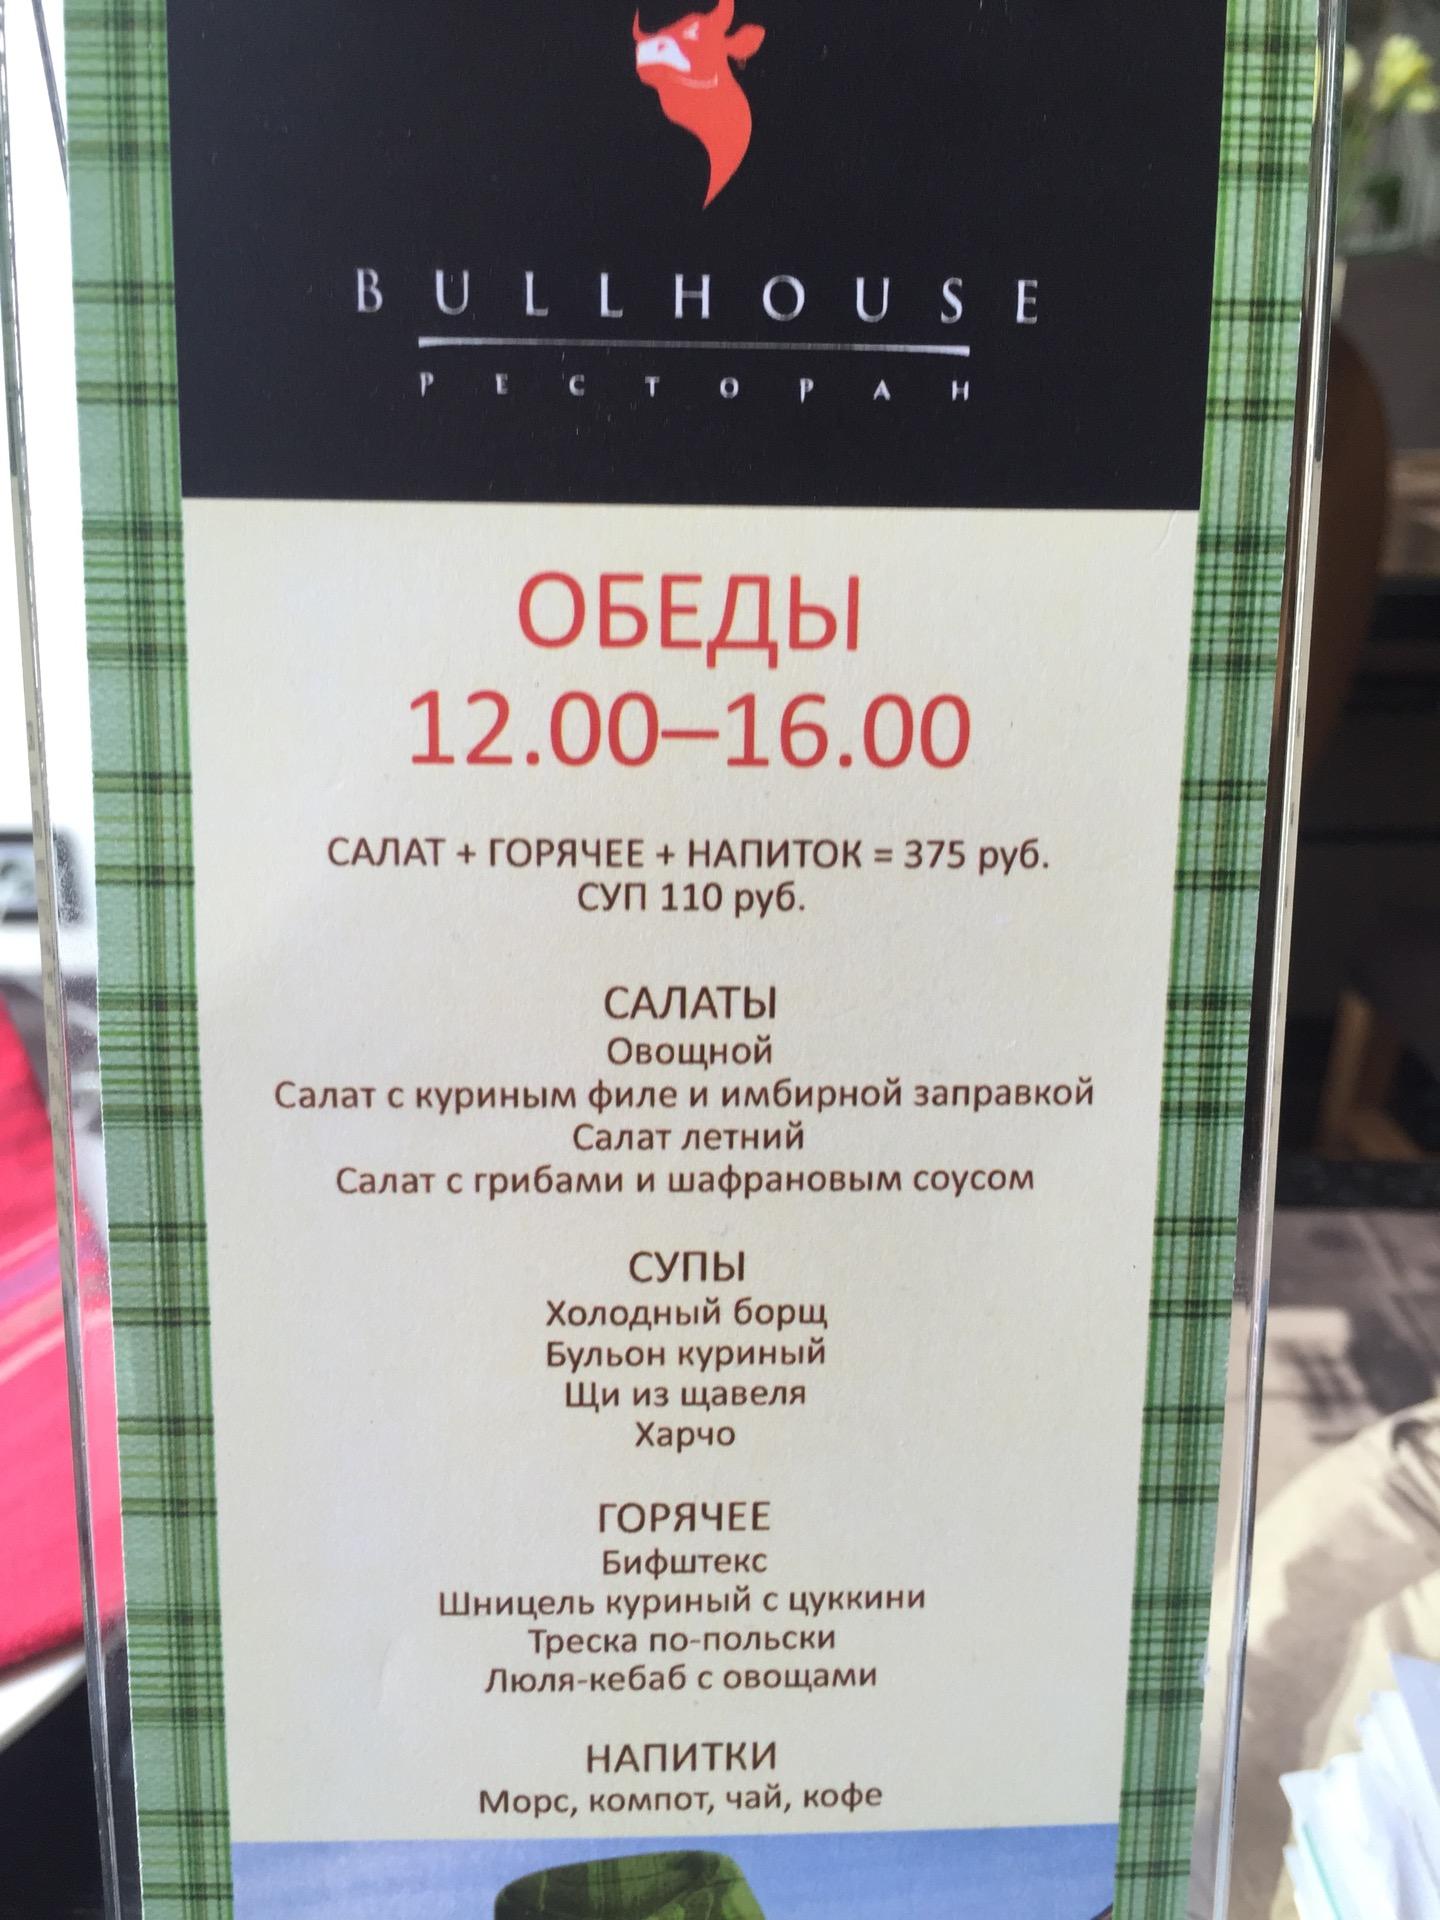 BULLHOUSE
РЕСТОРАН
ОБЕДЫ
12.00–16.00
САЛАТ + ГОРЯЧЕЕ + НАПИТОК = 375 руб.
СУП 110 руб.
САЛАТЫ
Овощной
Салат с куриным филе и имбирной заправкой
Салат летний
Салат с грибами и шафрановым соусом
СУПЫ
Холодный борщ
Бульон куриный
Щи из щавеля
Харчо
ГОРЯЧЕЕ
Бифштекс
Шницель куриный с цуккини
Треска по-польски
Люля-кебаб с овощами
НАПИТКИ
Морс, компот, чай, кофе